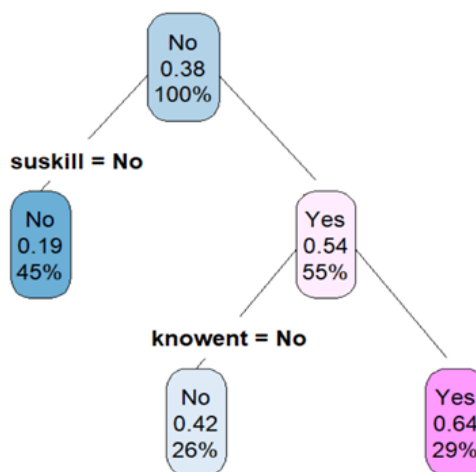 No
0.38
100%
suskill = No
No
0.19
45%
Yes
0.54
55%
knowent = No
No
0.42
26%
Yes
0.64
29%